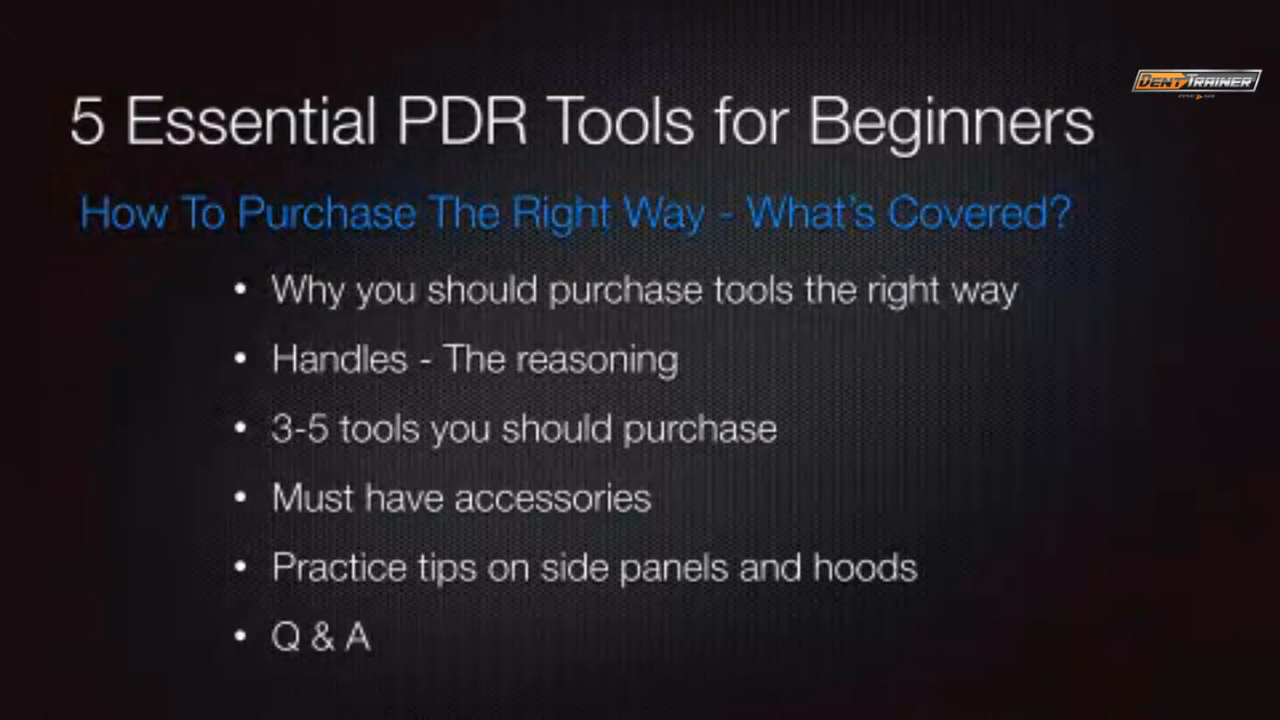 DENT TRAINER
5 Essential PDR Tools for Beginners
How To Purchase The Right Way - What's Covered?
• Why you should purchase tools the right way
• Handles - The reasoning
• 3-5 tools you should purchase
• Must have accessories
• Practice tips on side panels and hoods
• Q & A